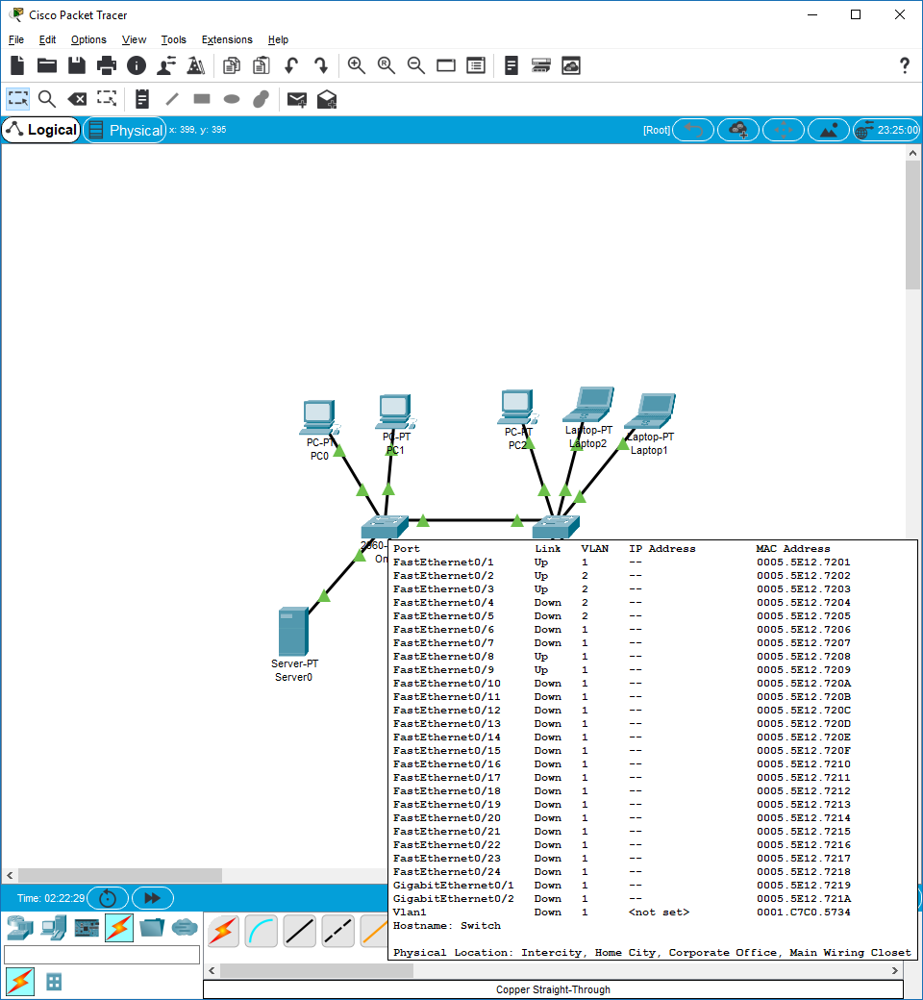 Cisco Packet Tracer
File Edit Options View Tools Extensions Help
Logical Physical x: 399, y: 395 [Root] 23:25:00
PC-PT
PC0
PC-PT
PC1
PC-PT
PC2
Laptop-PT
Laptop2
Laptop-PT
Laptop1
Server-PT
Server0
Port Link VLAN IP Address MAC Address
FastEthernet0/1 Up 1 -- 0005.5E12.7201
FastEthernet0/2 Up 2 -- 0005.5E12.7202
FastEthernet0/3 Up 2 -- 0005.5E12.7203
FastEthernet0/4 Down 2 -- 0005.5E12.7204
FastEthernet0/5 Down 2 -- 0005.5E12.7205
FastEthernet0/6 Down 1 -- 0005.5E12.7206
FastEthernet0/7 Down 1 -- 0005.5E12.7207
FastEthernet0/8 Up 1 -- 0005.5E12.7208
FastEthernet0/9 Up 1 -- 0005.5E12.7209
FastEthernet0/10 Down 1 -- 0005.5E12.720A
FastEthernet0/11 Down 1 -- 0005.5E12.720B
FastEthernet0/12 Down 1 -- 0005.5E12.720C
FastEthernet0/13 Down 1 -- 0005.5E12.720D
FastEthernet0/14 Down 1 -- 0005.5E12.720E
FastEthernet0/15 Down 1 -- 0005.5E12.720F
FastEthernet0/16 Down 1 -- 0005.5E12.7210
FastEthernet0/17 Down 1 -- 0005.5E12.7211
FastEthernet0/18 Down 1 -- 0005.5E12.7212
FastEthernet0/19 Down 1 -- 0005.5E12.7213
FastEthernet0/20 Down 1 -- 0005.5E12.7214
FastEthernet0/21 Down 1 -- 0005.5E12.7215
FastEthernet0/22 Down 1 -- 0005.5E12.7216
FastEthernet0/23 Down 1 -- 0005.5E12.7217
FastEthernet0/24 Down 1 -- 0005.5E12.7218
GigabitEthernet0/1 Down 1 -- 0005.5E12.7219
GigabitEthernet0/2 Down 1 -- 0005.5E12.721A
Vlan1 Down 1 <not set> 0001.C7C0.5734
Hostname: Switch
Physical Location: Intercity, Home City, Corporate Office, Main Wiring Closet
Time: 02:22:29
Copper Straight-Through